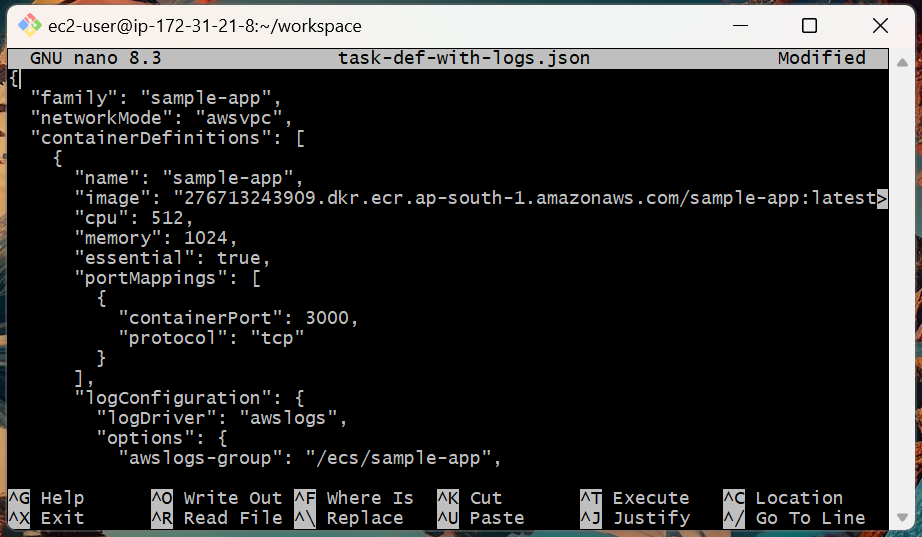 ec2-user@ip-172-31-21-8:~/workspace
GNU nano 8.3 task-def-with-logs.json Modified
{
"family": "sample-app",
"networkMode": "awsvpc",
"containerDefinitions": [
{
"name": "sample-app",
"image": "276713243909.dkr.ecr.ap-south-1.amazonaws.com/sample-app:latest>
"cpu": 512,
"memory": 1024,
"essential": true,
"portMappings": [
{
"containerPort": 3000,
"protocol": "tcp"
}
],
"logConfiguration": {
"logDriver": "awslogs",
"options": {
"awslogs-group": "/ecs/sample-app",
^G Help ^O Write Out ^F Where Is ^K Cut ^T Execute ^C Location
^X Exit ^R Read File ^\ Replace ^U Paste ^J Justify ^/ Go To Line